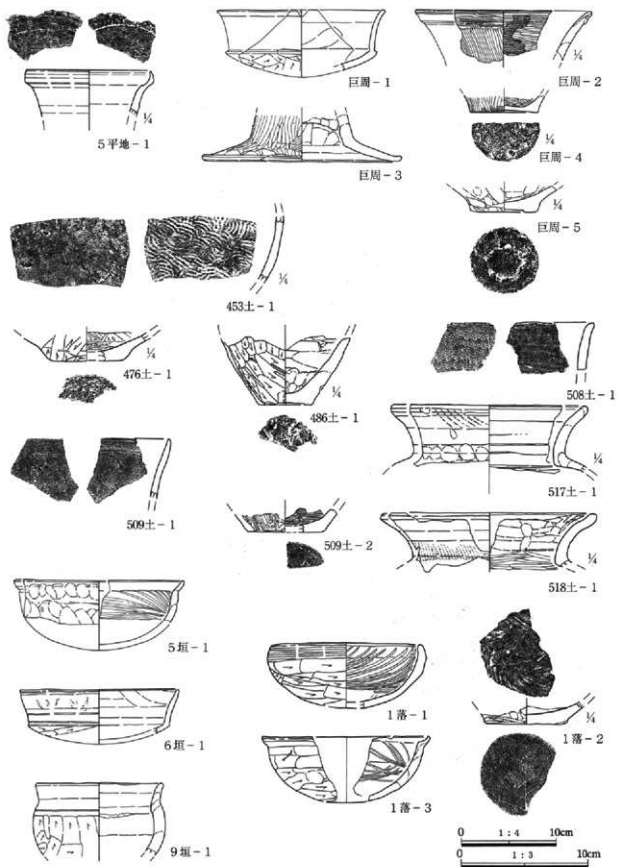 ¼
5平地-1
巨周-1
¼
巨周-2
巨周-3
¼
巨周-4
¼
巨周-5
¼
453土-1
¼
476土-1
¼
486土-1
508土-1
509土-1
509土-2
¼
517土-1
¼
518土-1
5垣-1
6垣-1
9垣-1
1落-1
¼
1落-2
1落-3
0 1:4 10cm
0 1:3 10cm